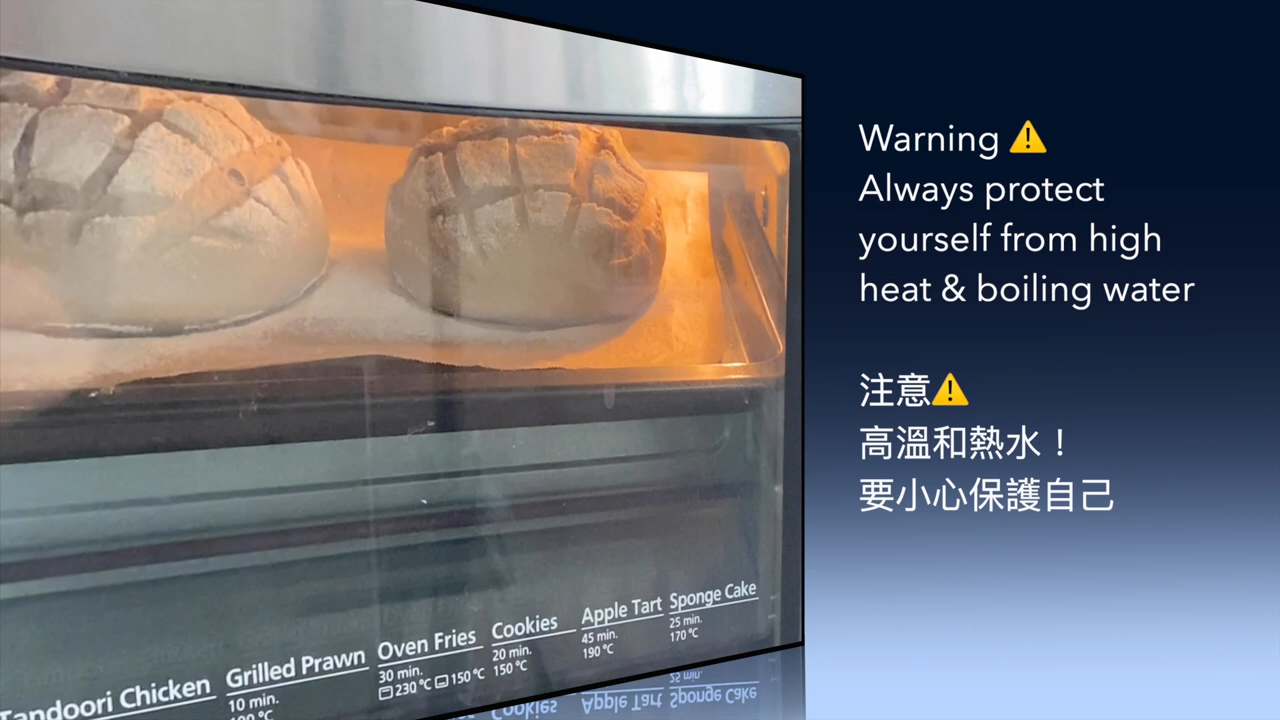 Warning ⚠️
Always protect
yourself from high
heat & boiling water
注意⚠️
高溫和熱水！
要小心保護自己
Tandoori Chicken
Grilled Prawn
10 min.
Oven Fries
30 min.
230 °C 150 °C
Cookies
20 min.
150 °C
Apple Tart
45 min.
190 °C
Sponge Cake
25 min.
170 °C